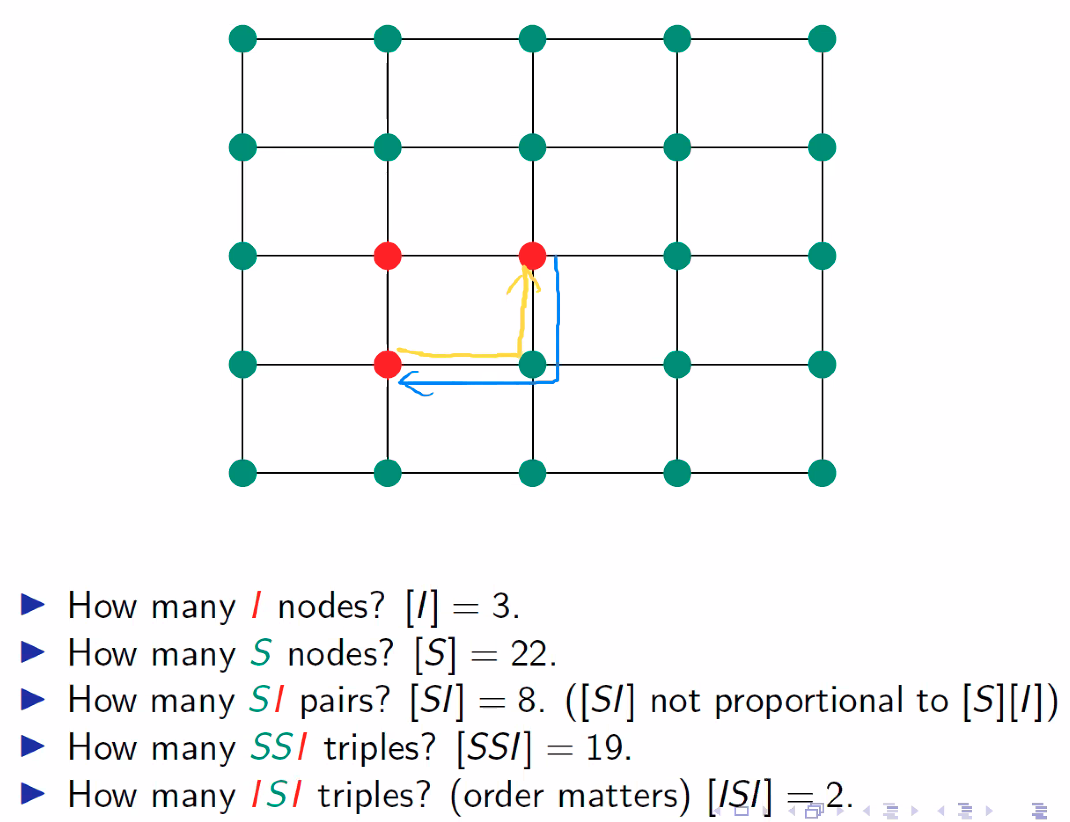 ▶ How many I nodes? [I] = 3.
▶ How many S nodes? [S] = 22.
▶ How many SI pairs? [SI] = 8. ([SI] not proportional to [S][I])
▶ How many SSI triples? [SSI] = 19.
▶ How many ISI triples? (order matters) [ISI] = 2.